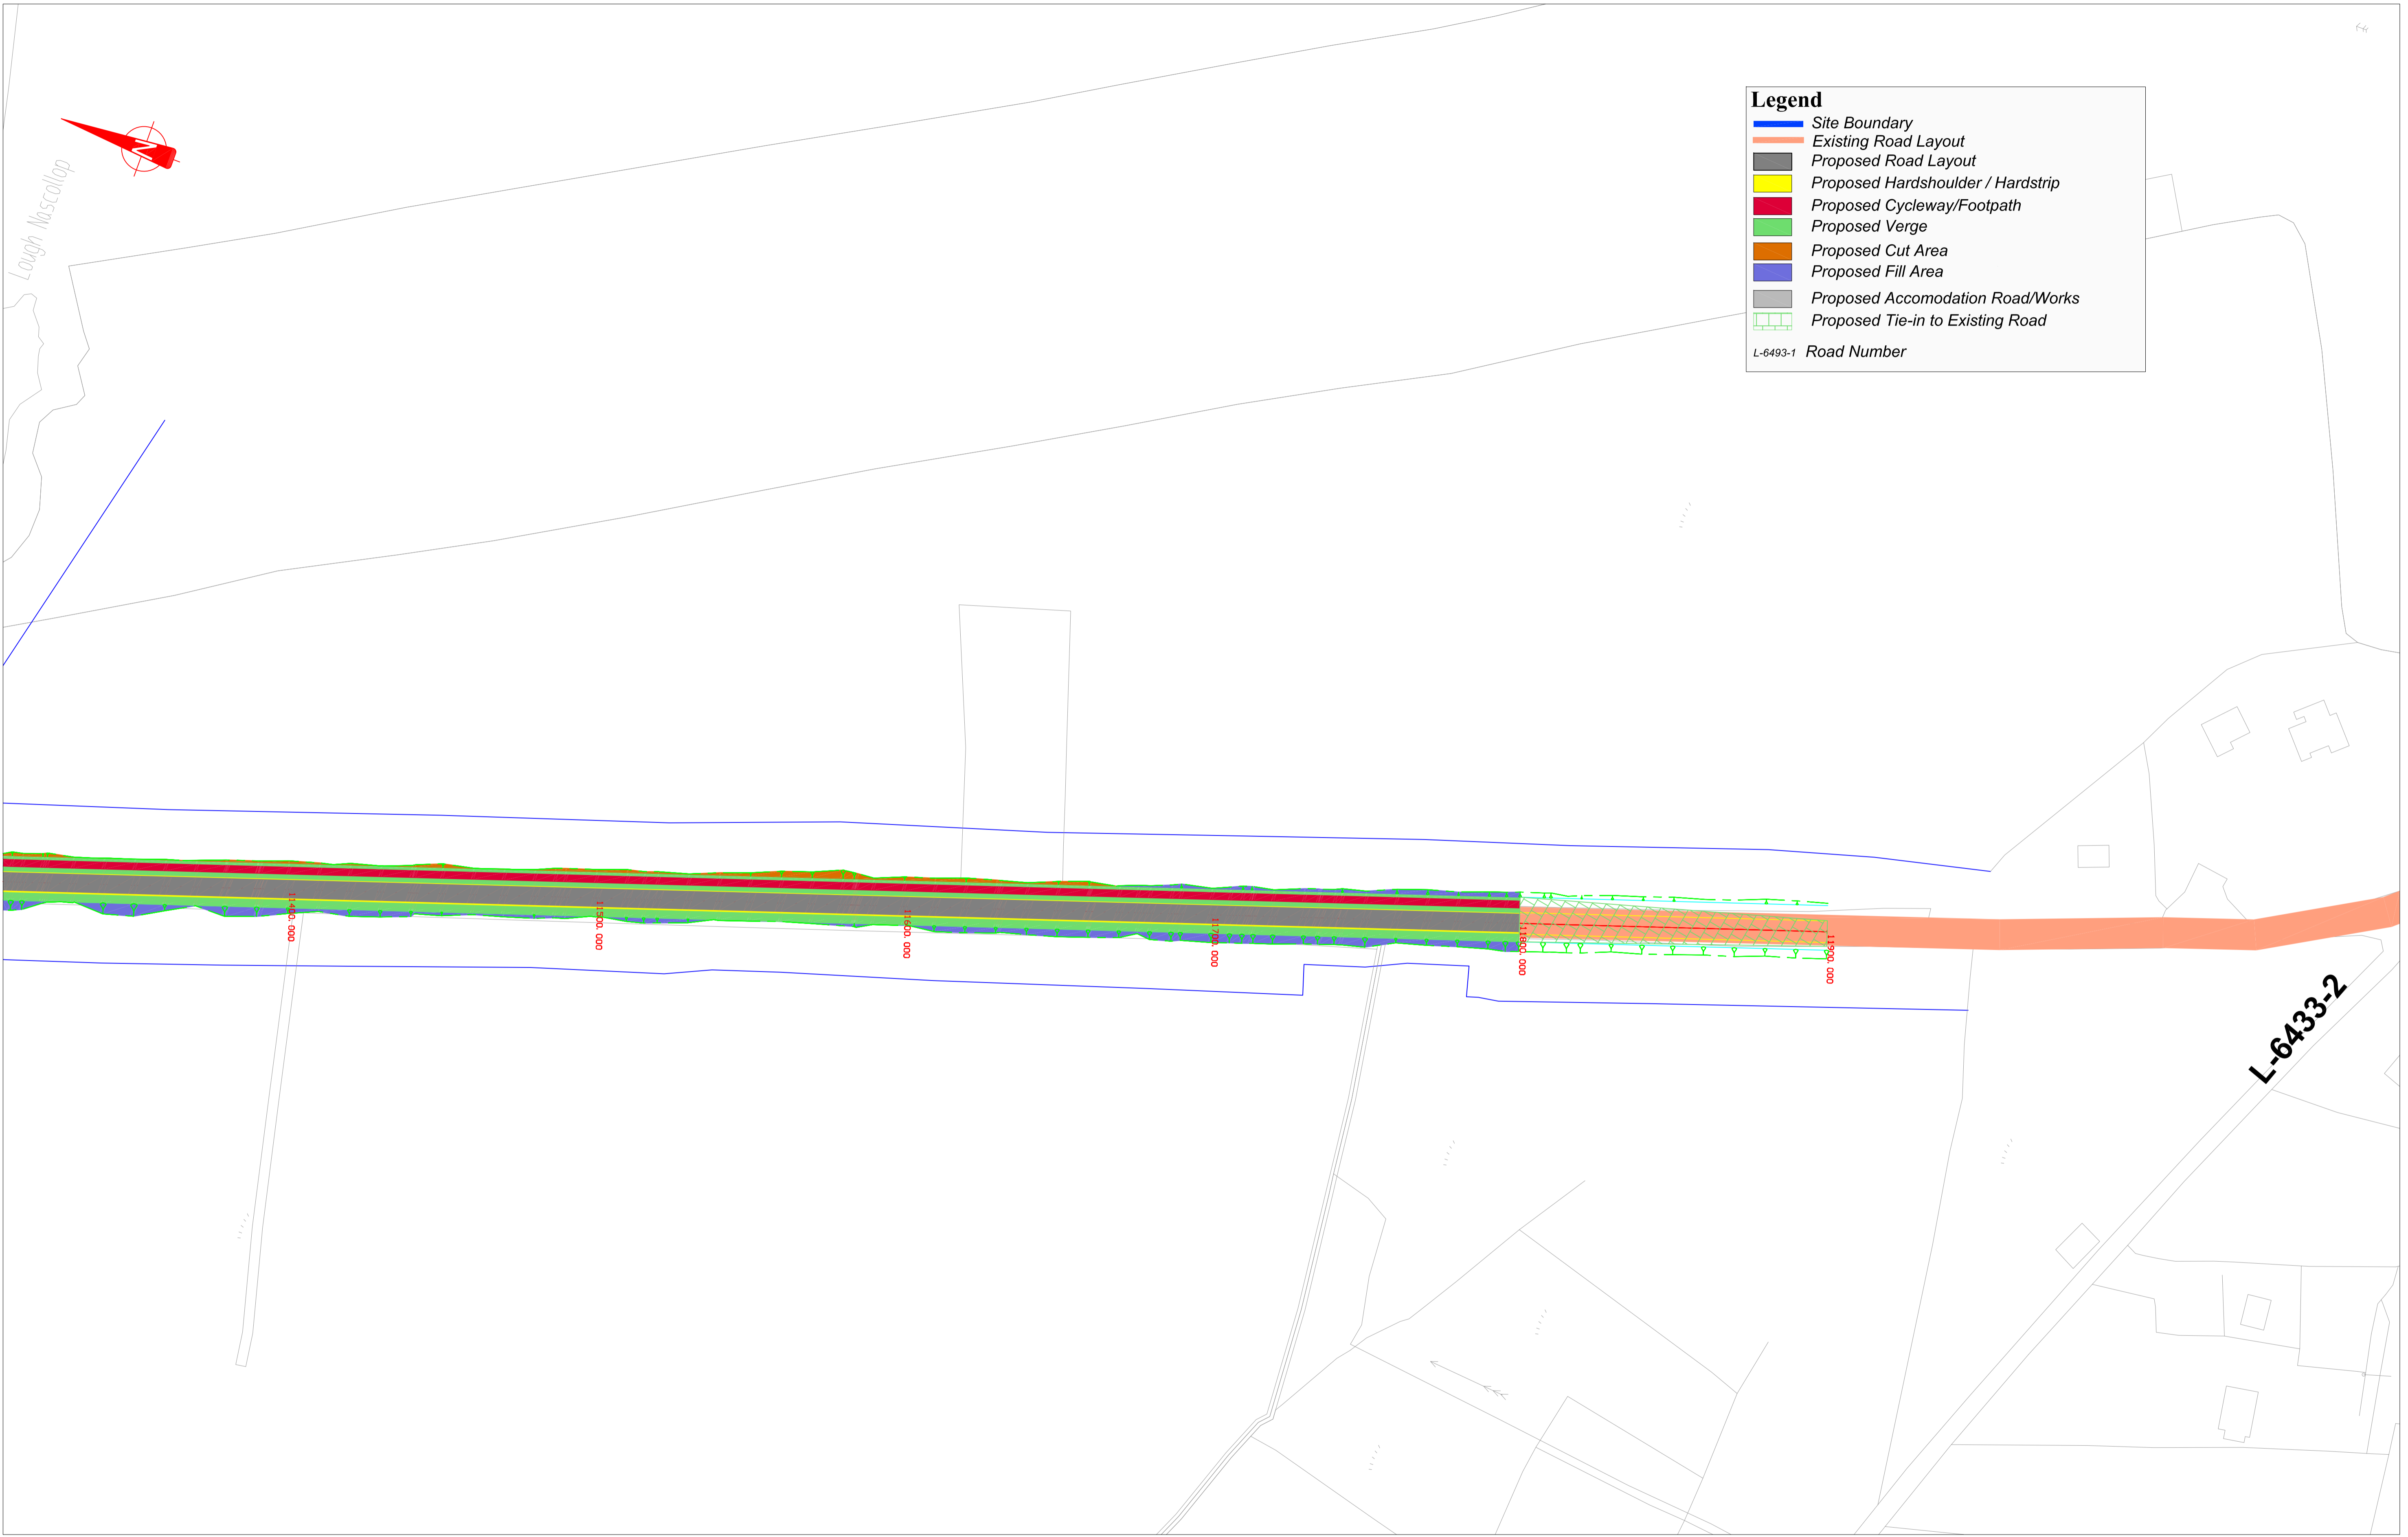 Legend
Site Boundary
Existing Road Layout
Proposed Road Layout
Proposed Hardshoulder / Hardstrip
Proposed Cycleway/Footpath
Proposed Verge
Proposed Cut Area
Proposed Fill Area
Proposed Accomodation Road/Works
Proposed Tie-in to Existing Road
L-6493-1 Road Number
N
Lough Nascollop
11400.000
11500.000
11600.000
11700.000
11800.000
11900.000
L-6433-2